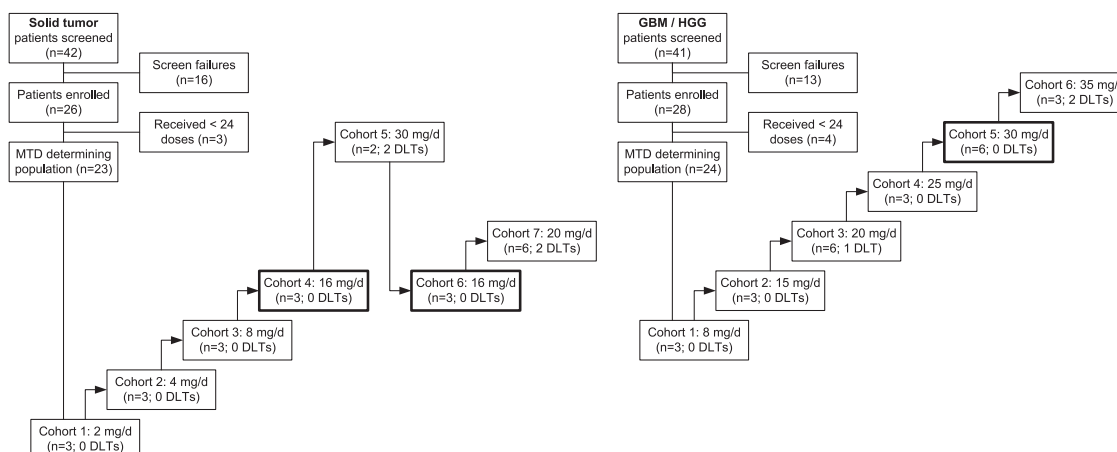 Solid tumor
patients screened
(n=42)
Screen failures
(n=16)
Patients enrolled
(n=26)
Received < 24
doses (n=3)
MTD determining
population (n=23)
Cohort 1: 2 mg/d
(n=3; 0 DLTs)
Cohort 2: 4 mg/d
(n=3; 0 DLTs)
Cohort 3: 8 mg/d
(n=3; 0 DLTs)
Cohort 4: 16 mg/d
(n=3; 0 DLTs)
Cohort 5: 30 mg/d
(n=2; 2 DLTs)
Cohort 6: 16 mg/d
(n=3; 0 DLTs)
Cohort 7: 20 mg/d
(n=6; 2 DLTs)
GBM / HGG
patients screened
(n=41)
Screen failures
(n=13)
Patients enrolled
(n=28)
Received < 24
doses (n=4)
MTD determining
population (n=24)
Cohort 1: 8 mg/d
(n=3; 0 DLTs)
Cohort 2: 15 mg/d
(n=3; 0 DLTs)
Cohort 3: 20 mg/d
(n=6; 1 DLT)
Cohort 4: 25 mg/d
(n=3; 0 DLTs)
Cohort 5: 30 mg/d
(n=6; 0 DLTs)
Cohort 6: 35 mg/d
(n=3; 2 DLTs)